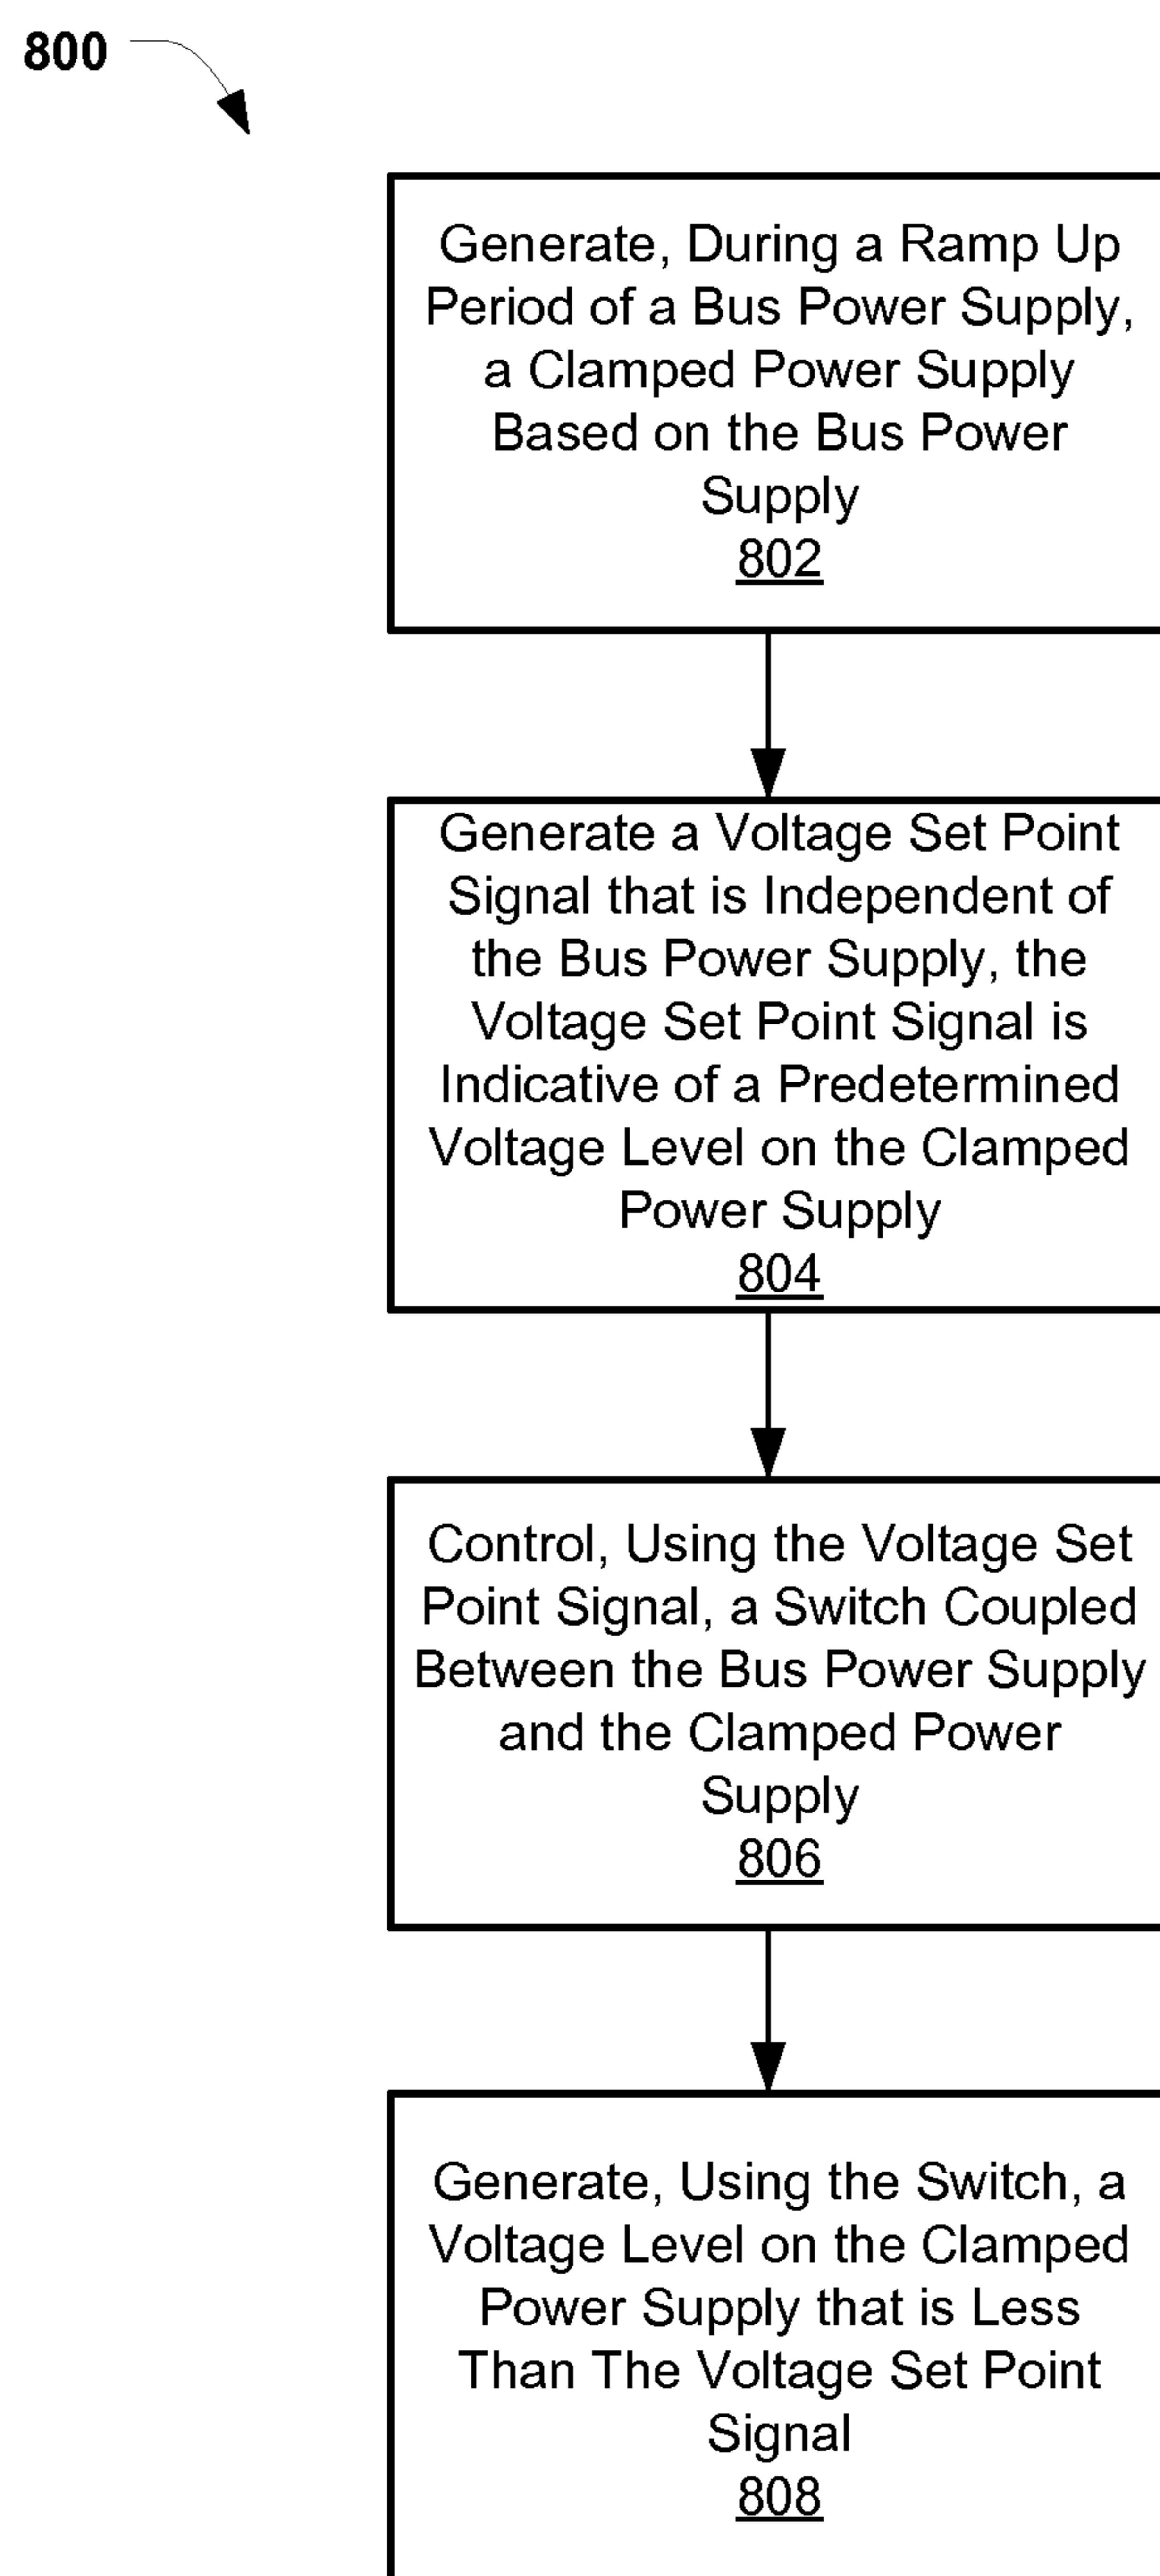 800
Generate, During a Ramp Up
Period of a Bus Power Supply,
a Clamped Power Supply
Based on the Bus Power
Supply
802
Generate a Voltage Set Point
Signal that is Independent of
the Bus Power Supply, the
Voltage Set Point Signal is
Indicative of a Predetermined
Voltage Level on the Clamped
Power Supply
804
Control, Using the Voltage Set
Point Signal, a Switch Coupled
Between the Bus Power Supply
and the Clamped Power
Supply
806
Generate, Using the Switch, a
Voltage Level on the Clamped
Power Supply that is Less
Than The Voltage Set Point
Signal
808